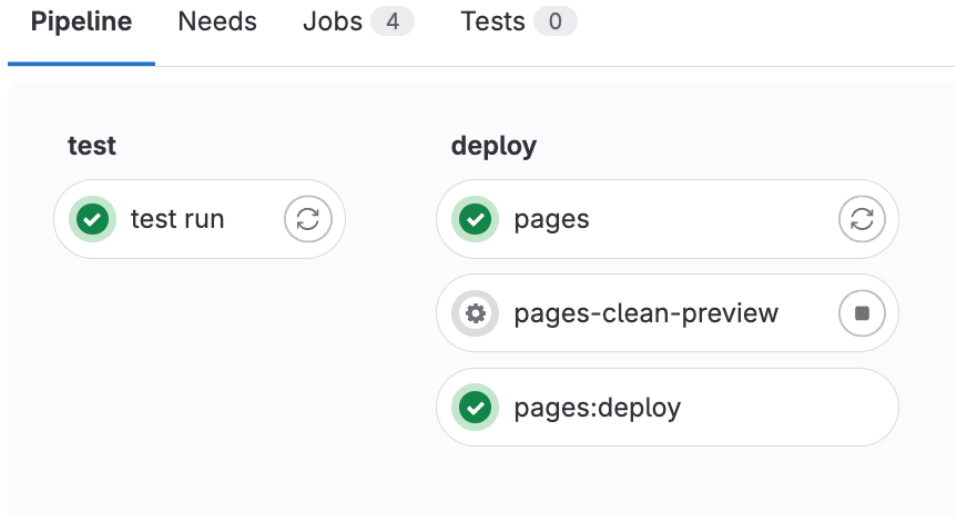 Pipeline Needs Jobs 4 Tests 0
test
test run
deploy
pages
pages-clean-preview
pages:deploy